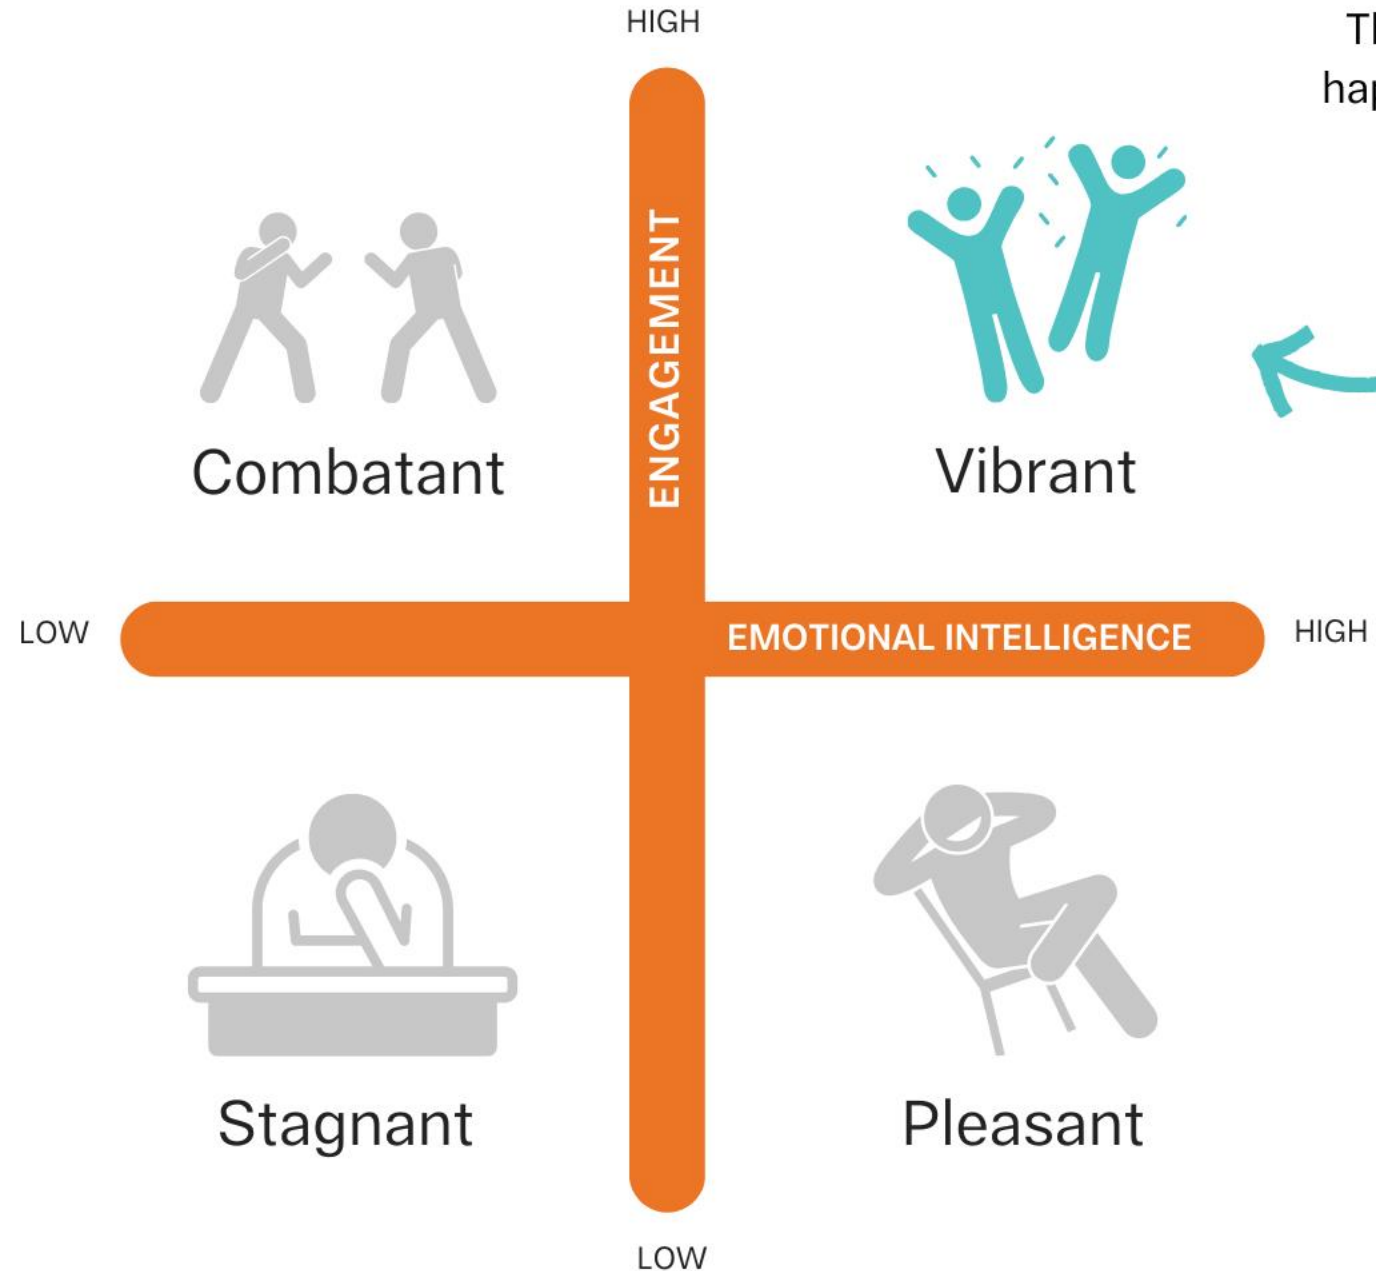 HIGH
ENGAGEMENT
Combatant
Vibrant
LOW
EMOTIONAL INTELLIGENCE
HIGH
Stagnant
Pleasant
LOW